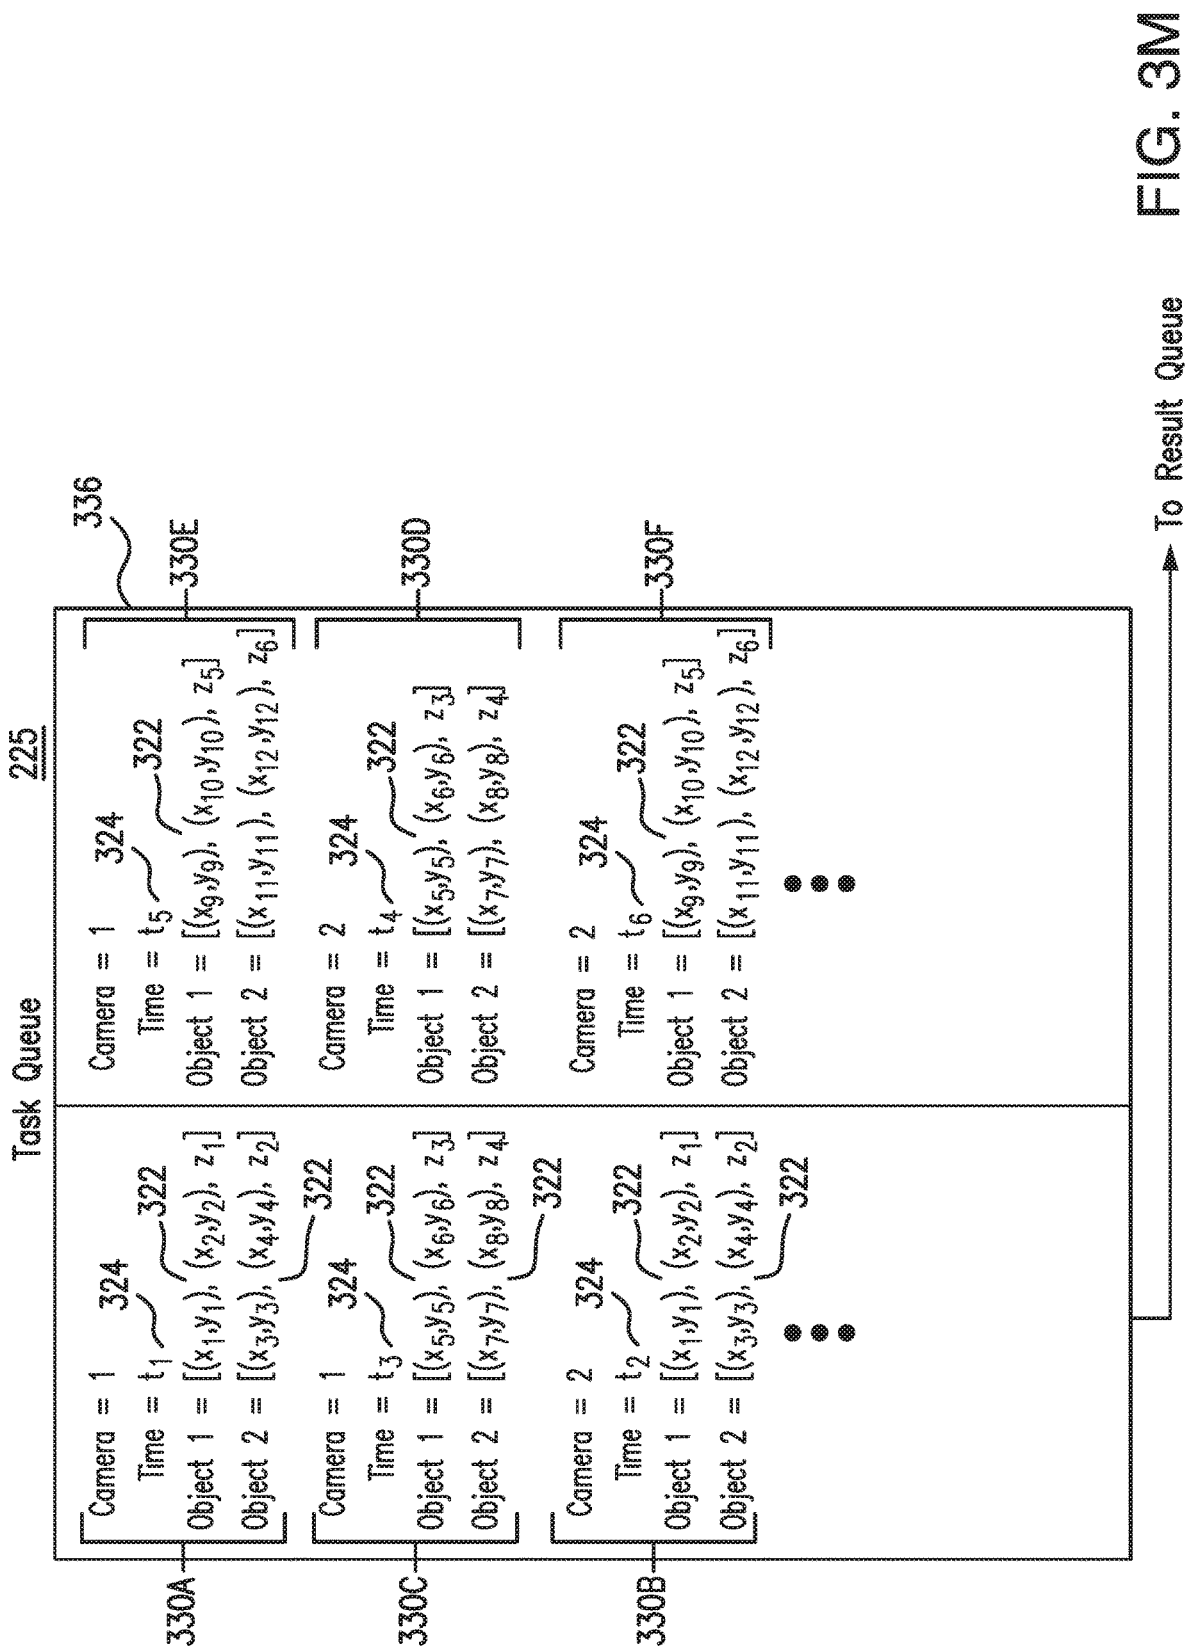 Task Queue
225
336
330A
Camera = 1
324
Time = t₁
322
Object 1 = [(x₁,y₁), (x₂,y₂), z₁]
Object 2 = [(x₃,y₃), (x₄,y₄), z₂]
322
330C
Camera = 1
324
Time = t₃
322
Object 1 = [(x₅,y₅), (x₆,y₆), z₃]
Object 2 = [(x₇,y₇), (x₈,y₈), z₄]
322
330B
Camera = 2
324
Time = t₂
322
Object 1 = [(x₁,y₁), (x₂,y₂), z₁]
Object 2 = [(x₃,y₃), (x₄,y₄), z₂]
322
Camera = 1
324
Time = t₅
322
Object 1 = [(x₉,y₉), (x₁₀,y₁₀), z₅]
Object 2 = [(x₁₁,y₁₁), (x₁₂,y₁₂), z₆]
330E
Camera = 2
324
Time = t₄
322
Object 1 = [(x₅,y₅), (x₆,y₆), z₃]
Object 2 = [(x₇,y₇), (x₈,y₈), z₄]
330D
Camera = 2
324
Time = t₆
322
Object 1 = [(x₉,y₉), (x₁₀,y₁₀), z₅]
Object 2 = [(x₁₁,y₁₁), (x₁₂,y₁₂), z₆]
330F
To Result Queue
FIG. 3M